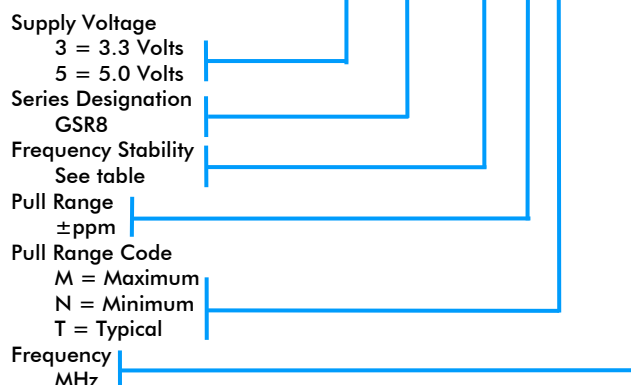 Supply Voltage
3 = 3.3 Volts
5 = 5.0 Volts
Series Designation
GSR8
Frequency Stability
See table
Pull Range
±ppm
Pull Range Code
M = Maximum
N = Minimum
T = Typical
Frequency
MHz